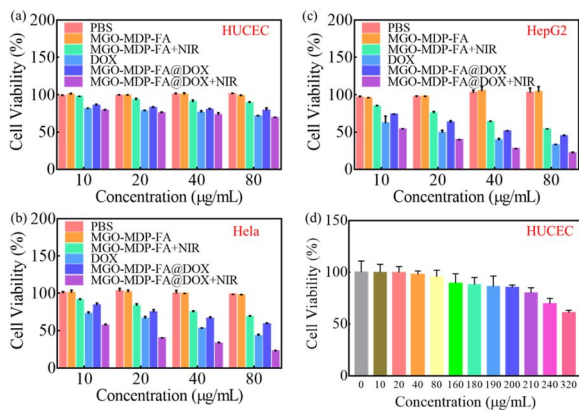 (a)
PBS
MGO-MDP-FA
HUCEC
MGO-MDP-FA+NIR
DOX
MGO-MDP-FA@DOX
MGO-MDP-FA@DOX+NIR
Cell Viability (%)
200
150
100
50
0
10 20 40 80
Concentration (μg/mL)
(c)
PBS
MGO-MDP-FA
HepG2
MGO-MDP-FA+NIR
DOX
MGO-MDP-FA@DOX
MGO-MDP-FA@DOX+NIR
Cell Viability (%)
200
150
100
50
0
10 20 40 80
Concentration (μg/mL)
(b)
PBS
MGO-MDP-FA
Hela
MGO-MDP-FA+NIR
DOX
MGO-MDP-FA@DOX
MGO-MDP-FA@DOX+NIR
Cell Viability (%)
200
150
100
50
0
10 20 40 80
Concentration (μg/mL)
(d)
HUCEC
Cell Viability (%)
150
100
50
0
0 10 20 40 80 160 180 190 200 210 240 320
Concentration (μg/mL)